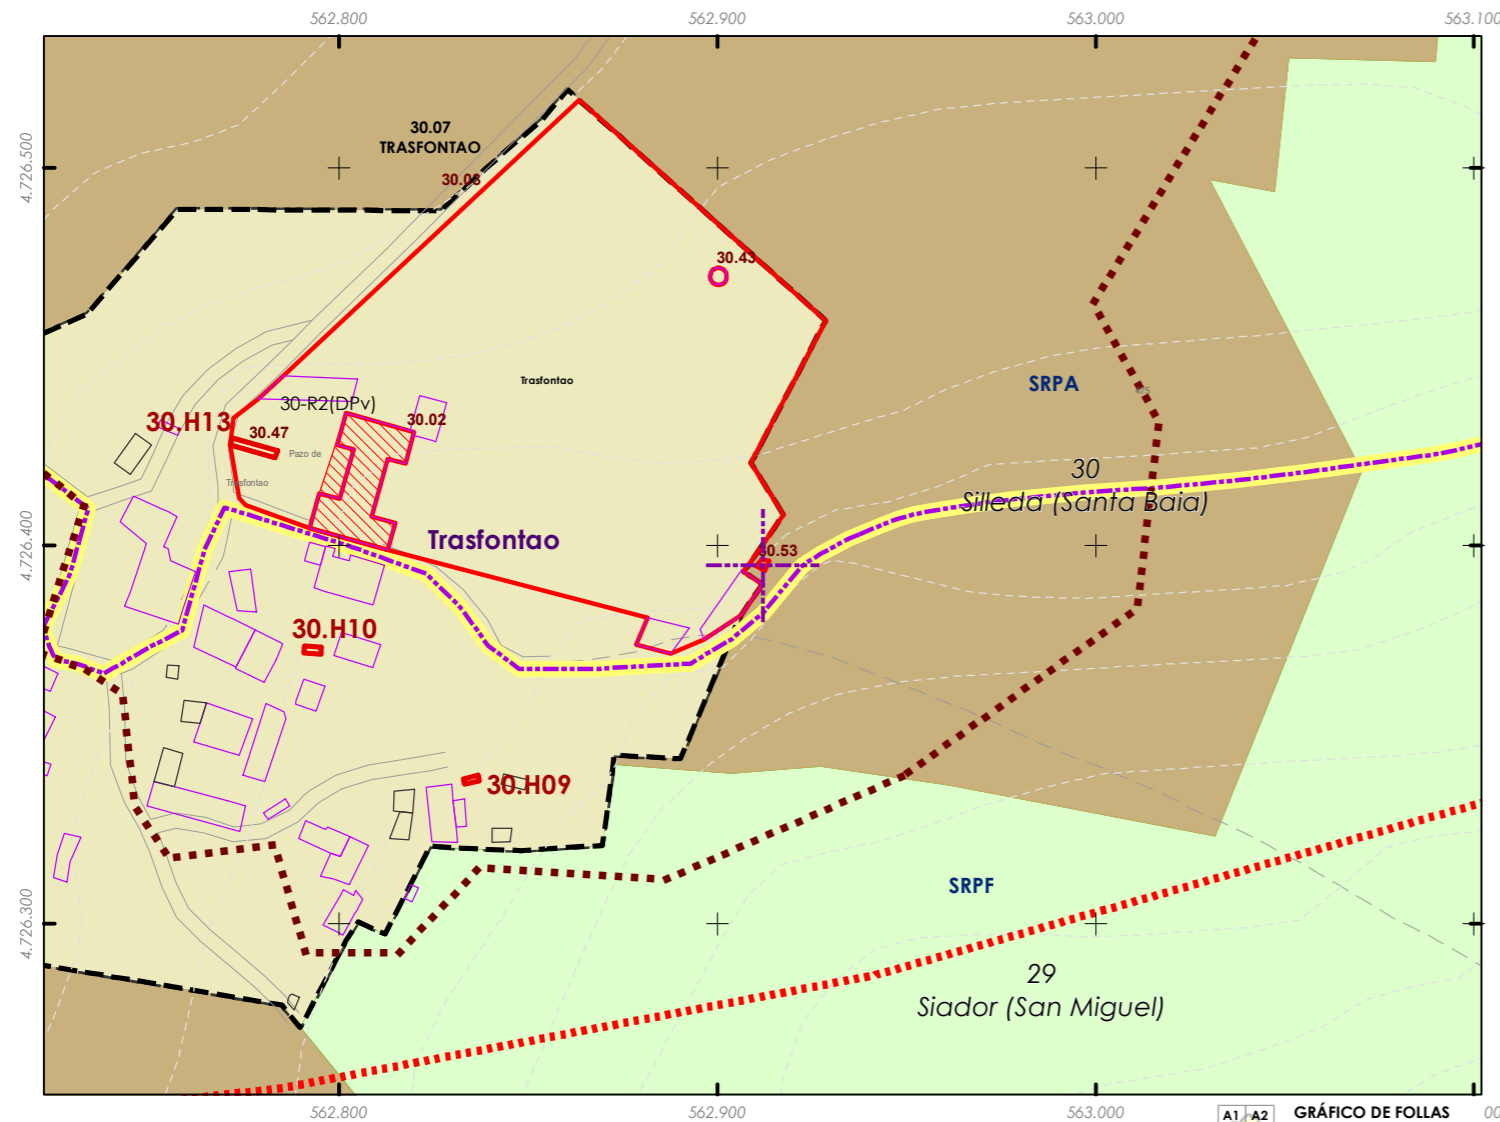 562.800
562.900
563.000
563.100
4.726.500
4.726.400
4.726.300
30.07
TRASFONTAO
30.03
30.43
Trasfontao
SRPA
30-R2(DPv)
30.H13
30.47
30.02
Pazo de
Trasfontao
30
Silleda (Santa Baia)
Trasfontao
30.53
30.H10
30.H09
SRPF
29
Siador (San Miguel)
562.800
562.900
563.000
A1 A2
GRÁFICO DE FOLLAS
00